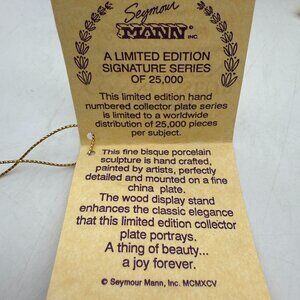 Seymour
MANN © INC.
A LIMITED EDITION
SIGNATURE SERIES
OF 25,000
This limited edition hand
numbered collector plate series
is limited to a worldwide
distribution of 25,000 pieces
per subject.
This fine bisque porcelain
sculpture is hand crafted,
painted by artists, perfectly
detailed and mounted on a fine
china plate.
The wood display stand
enhances the classic elegance
that this limited edition collector
plate portrays.
A thing of beauty...
a joy forever.
© Seymour Mann, Inc. MCMXCV